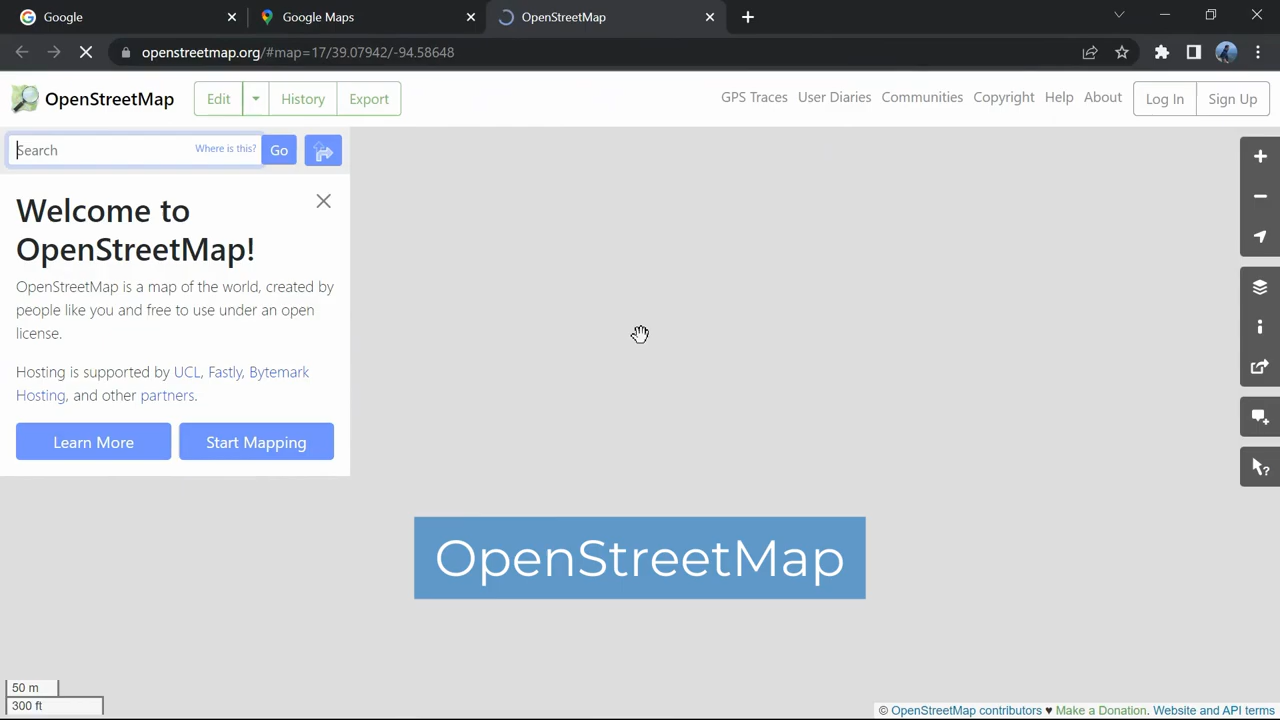 Google
Google Maps
OpenStreetMap
openstreetmap.org/#map=17/39.07942/-94.58648
OpenStreetMap
Edit
History
Export
GPS Traces
User Diaries
Communities
Copyright
Help
About
Log In
Sign Up
Search
Where is this?
Go
Welcome to
OpenStreetMap!
OpenStreetMap is a map of the world, created by
people like you and free to use under an open
license.
Hosting is supported by UCL, Fastly, Bytemark
Hosting, and other partners.
Learn More
Start Mapping
OpenStreetMap
50 m
300 ft
© OpenStreetMap contributors ♥ Make a Donation. Website and API terms